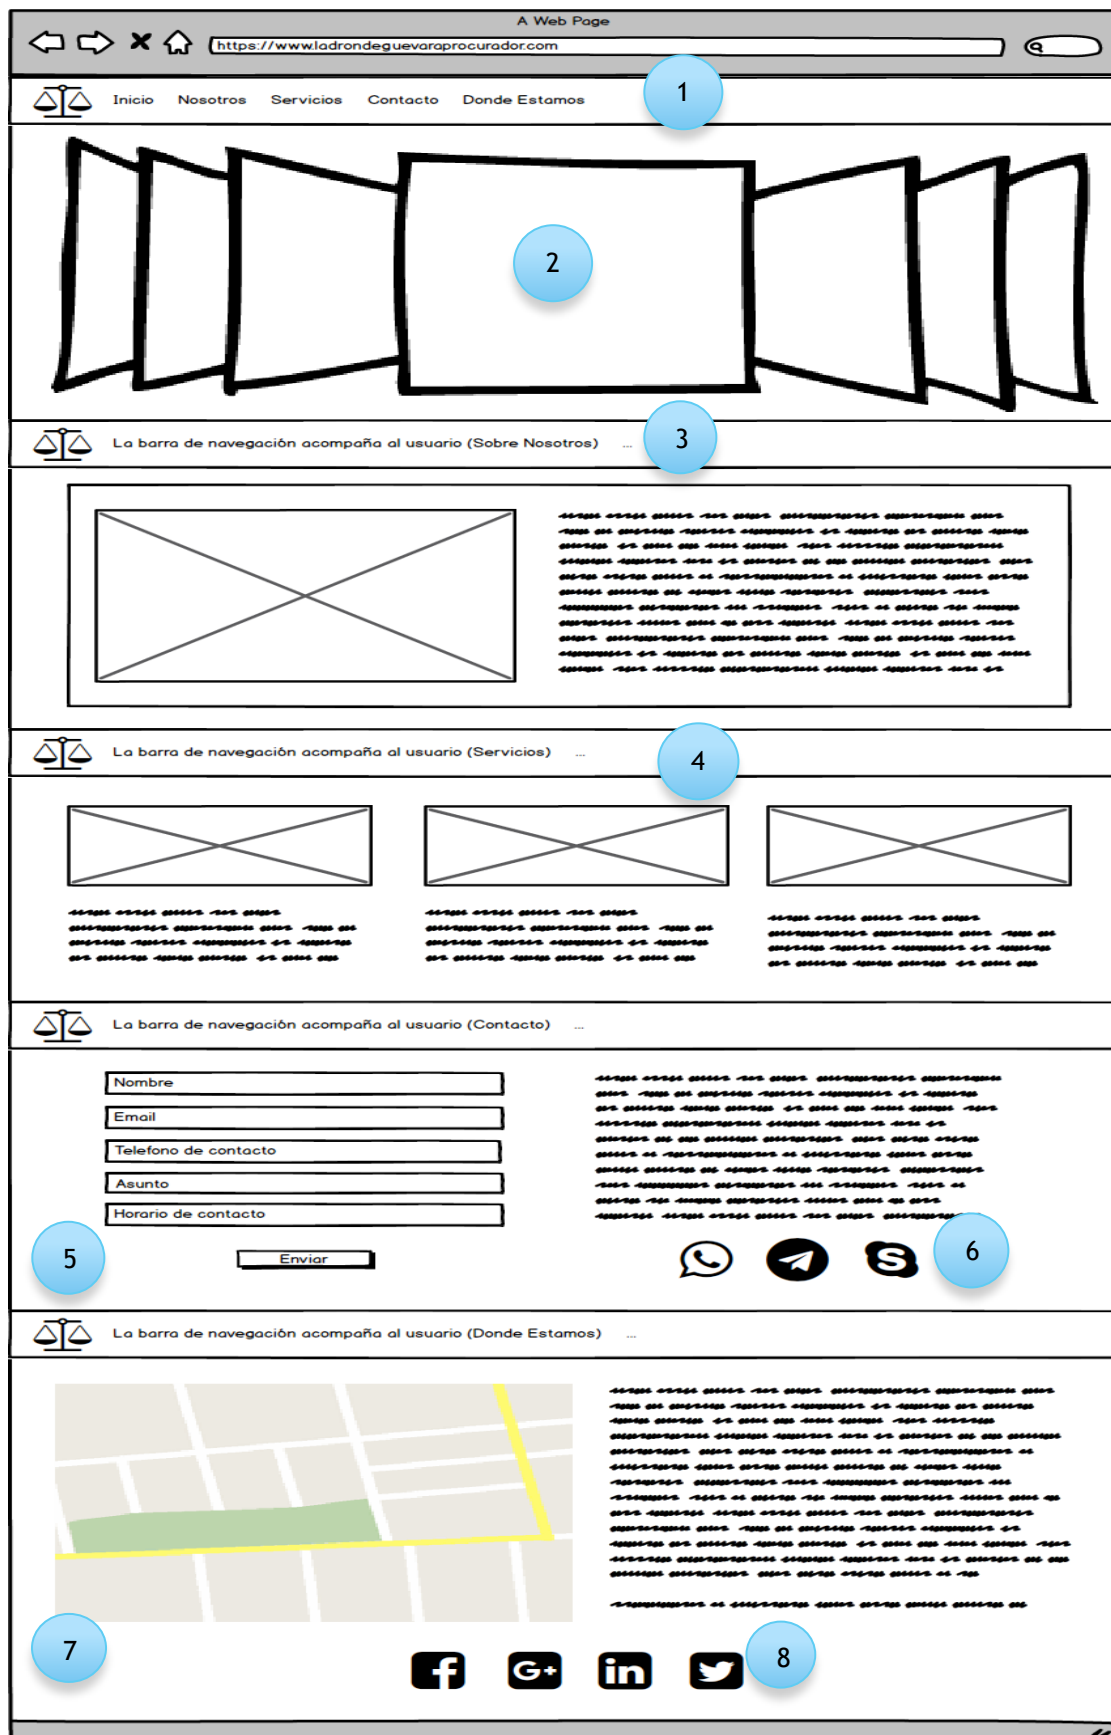 A Web Page
https://www.ladrondeguevaraprocurador.com
Inicio Nosotros Servicios Contacto Donde Estamos
1
2
La barra de navegación acompaña al usuario (Sobre Nosotros) ...
3
La barra de navegación acompaña al usuario (Servicios) ...
4
La barra de navegación acompaña al usuario (Contacto) ...
Nombre
Email
Telefono de contacto
Asunto
Horario de contacto
Enviar
5
6
La barra de navegación acompaña al usuario (Donde Estamos) ...
7
8